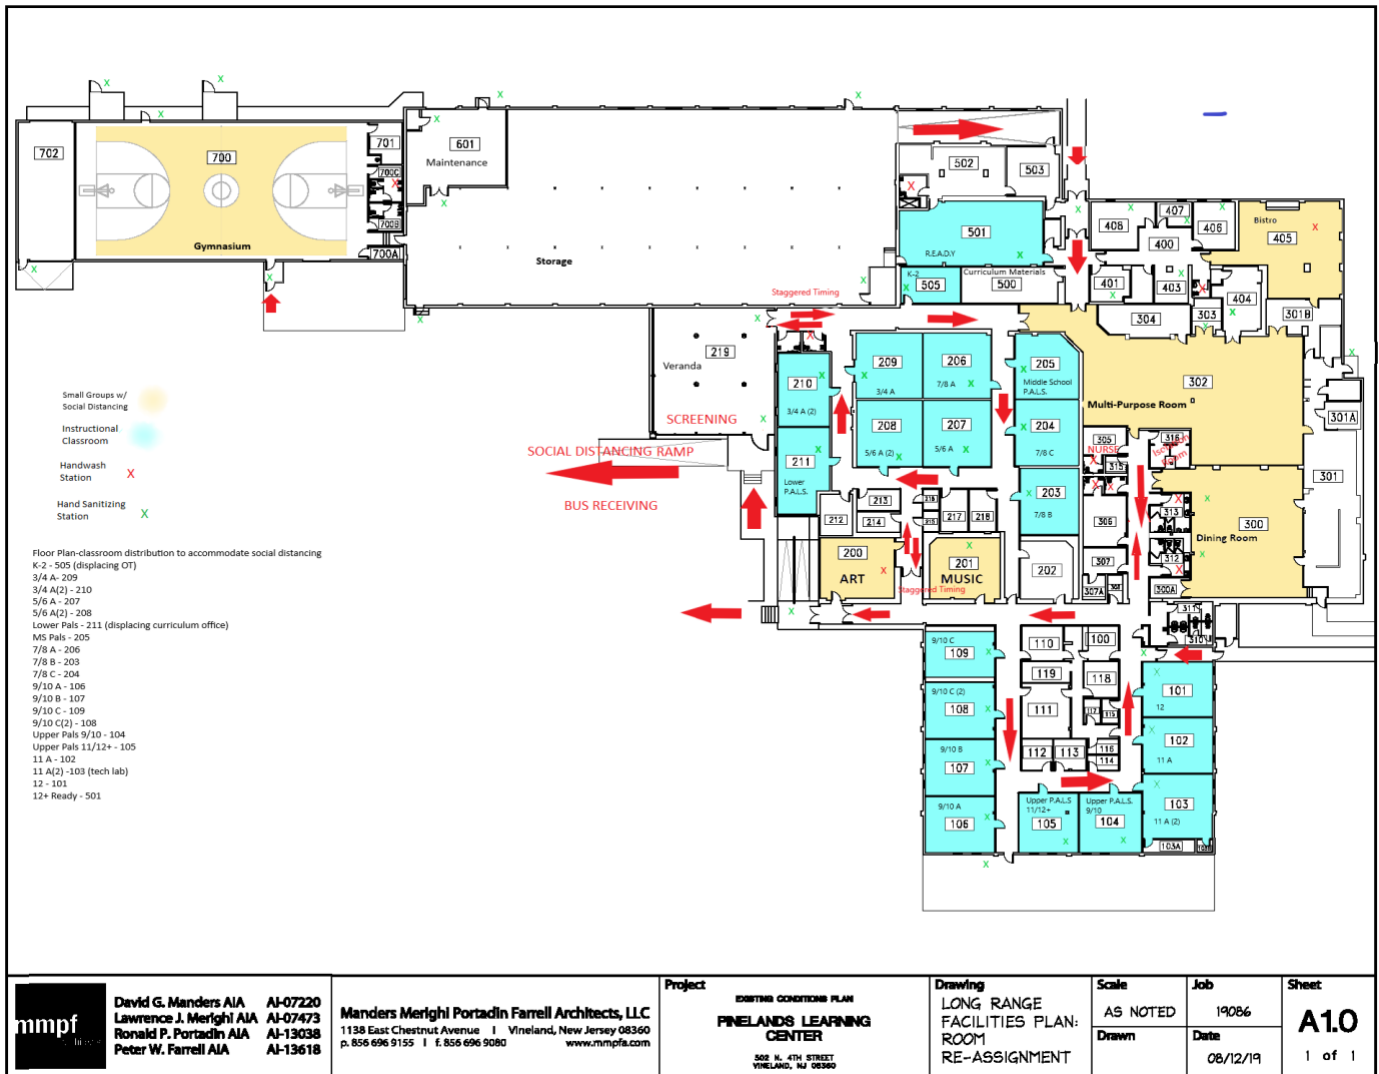 702
700
701
700C
700B
700A
Gymnasium
601
Maintenance
Storage
502
503
501
R.E.A.D.Y
K-2
505
Curriculum Materials
500
408
407
406
400
401
403
404
Bistro
405
303
301B
304
Staggered Timing
219
Veranda
SCREENING
SOCIAL DISTANCING RAMP
BUS RECEIVING
210
3/4 A (2)
211
Lower
P.A.L.S.
209
3/4 A
206
7/8 A
208
5/6 A (2)
207
5/6 A
205
Middle School
P.A.L.S.
204
7/8 C
203
7/8 B
202
302
Multi-Purpose Room
301A
301
305
NURSE
315
316
Isolation
Room
306
307
307A
313
312
300A
300
Dining Room
311
310
212
213
214
217
218
200
ART
201
MUSIC
Staggered Timing
9/10 C
109
9/10 C (2)
108
9/10 B
107
9/10 A
106
110
100
119
118
111
117
112
113
116
114
101
12
102
11 A
103
11 A (2)
103A
Upper P.A.L.S
11/12+
105
Upper P.A.L.S.
9/10
104
Small Groups w/
Social Distancing
Instructional
Classroom
Handwash
Station X
Hand Sanitizing
Station X
Floor Plan-classroom distribution to accommodate social distancing
K-2 - 505 (displacing OT)
3/4 A- 209
3/4 A(2) - 210
5/6 A - 207
5/6 A(2) - 208
Lower Pals - 211 (displacing curriculum office)
MS Pals - 205
7/8 A - 206
7/8 B - 203
7/8 C - 204
9/10 A - 106
9/10 B - 107
9/10 C - 109
9/10 C(2) - 108
Upper Pals 9/10 - 104
Upper Pals 11/12+ - 105
11 A - 102
11 A(2) -103 (tech lab)
12 - 101
12+ Ready - 501
mmpf
David G. Manders AIA AI-07220
Lawrence J. Merighi AIA AI-07473
Ronald P. Portadin AIA AI-13038
Peter W. Farrell AIA AI-13618
Manders Merighi Portadin Farrell Architects, LLC
1138 East Chestnut Avenue I Vineland, New Jersey 08360
p. 856 696 9155 I f. 856 696 9080 www.mmpfa.com
Project
EXISTING CONDITIONS PLAN
PINELANDS LEARNING
CENTER
502 N. 4TH STREET
VINELAND, NJ 08360
Drawing
LONG RANGE
FACILITIES PLAN:
ROOM
RE-ASSIGNMENT
Scale
AS NOTED
Drawn
Job
19086
Date
08/12/19
Sheet
A1.0
1 of 1